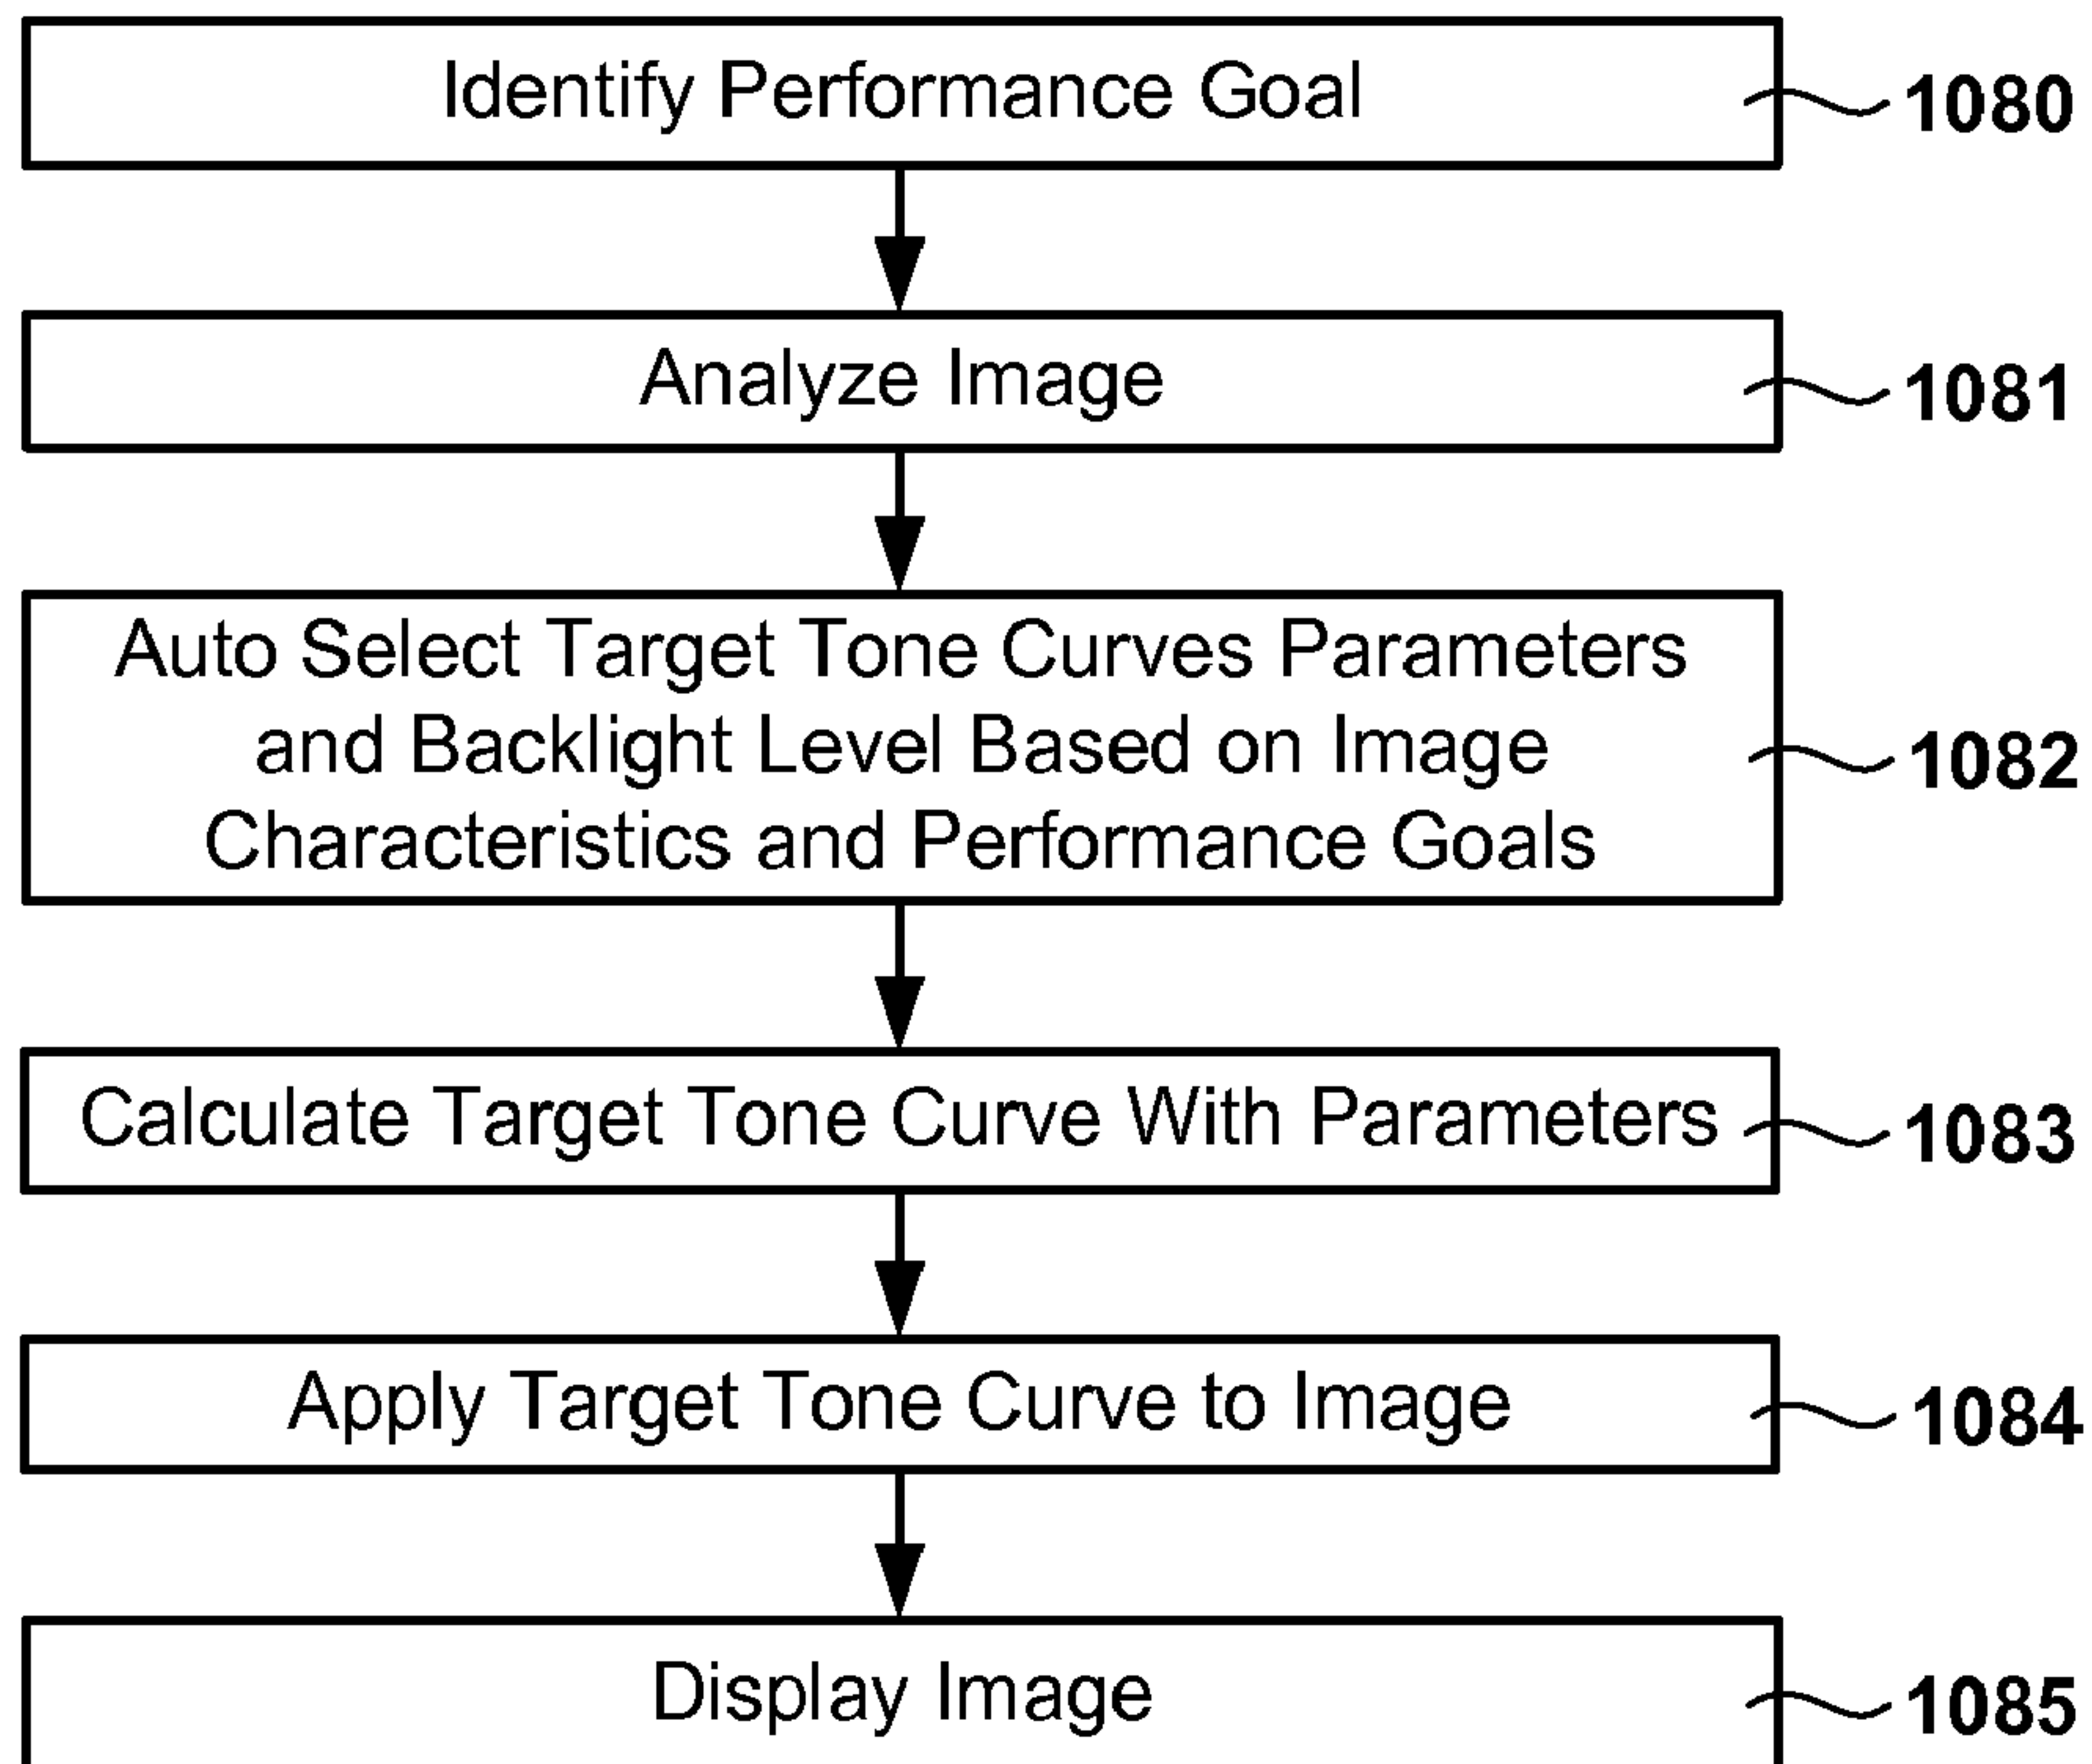 Identify Performance Goal
1080
Analyze Image
1081
Auto Select Target Tone Curves Parameters
and Backlight Level Based on Image
Characteristics and Performance Goals
1082
Calculate Target Tone Curve With Parameters
1083
Apply Target Tone Curve to Image
1084
Display Image
1085